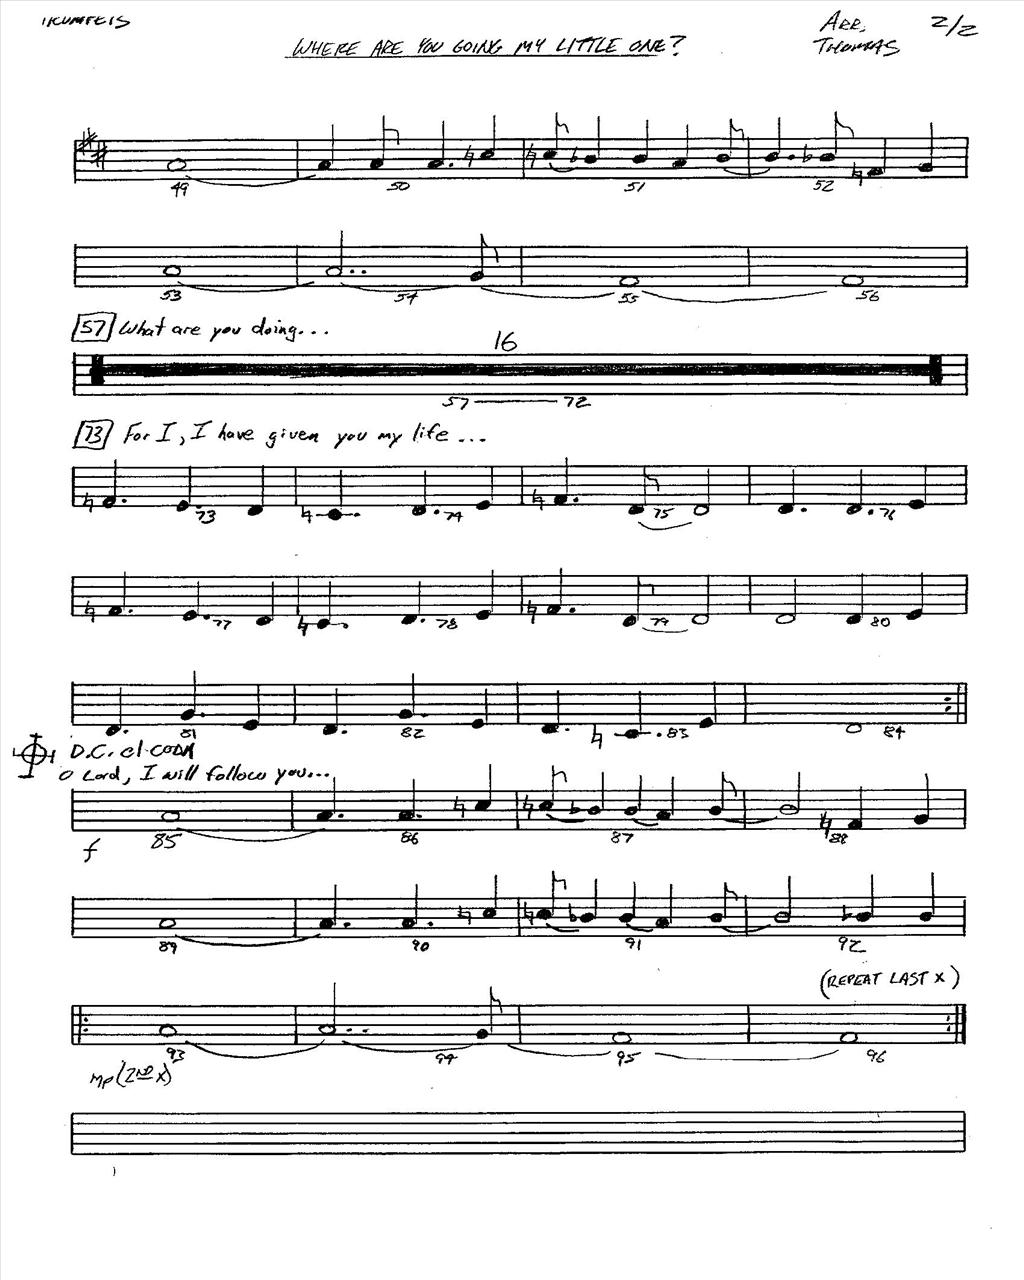 TRUMPETS
WHERE ARE YOU GOING MY LITTLE ONE?
ARR. THOMAS
2/2
49 50 51 52
53 54 55 56
57 What are you doing...
16
57 — 72
73 For I, I have given you my life ...
73 74 75 76
77 78 79 80
81 82 83 84
D.C. al CODA
O Lord, I will follow you...
f 85 86 87 88
89 90 91 92
(REPEAT LAST X)
93 94 95 96
mp (2ND X)